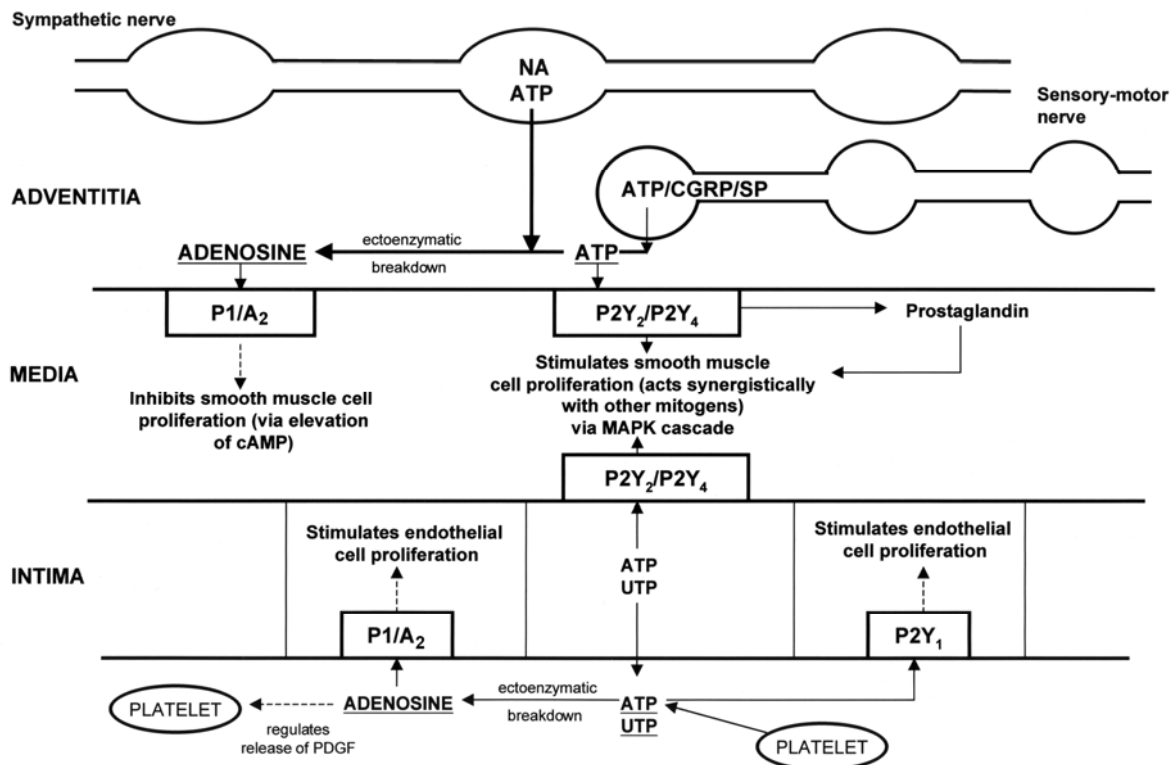 Sympathetic nerve
NA
ATP
Sensory-motor
nerve
ATP/CGRP/SP
ADVENTITIA
ADENOSINE
ectoenzymatic
breakdown
ATP
P1/A₂
P2Y₂/P2Y₄
Prostaglandin
MEDIA
Inhibits smooth muscle cell
proliferation (via elevation
of cAMP)
Stimulates smooth muscle
cell proliferation (acts synergistically
with other mitogens)
via MAPK cascade
P2Y₂/P2Y₄
INTIMA
Stimulates endothelial
cell proliferation
ATP
UTP
Stimulates endothelial
cell proliferation
P1/A₂
P2Y₁
PLATELET
regulates
release of PDGF
ADENOSINE
ectoenzymatic
breakdown
ATP
UTP
PLATELET